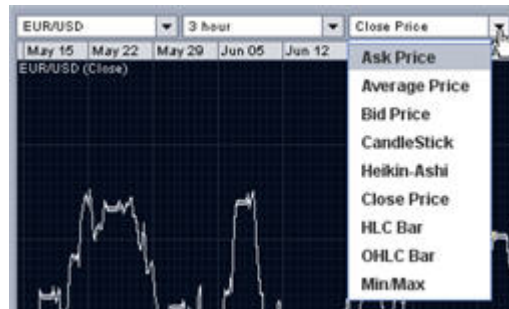 EUR/USD 3 hour Close Price
May 15 May 22 May 29 Jun 05 Jun 12
EUR/USD (Close)
Ask Price
Average Price
Bid Price
CandleStick
Heikin-Ashi
Close Price
HLC Bar
OHLC Bar
Min/Max